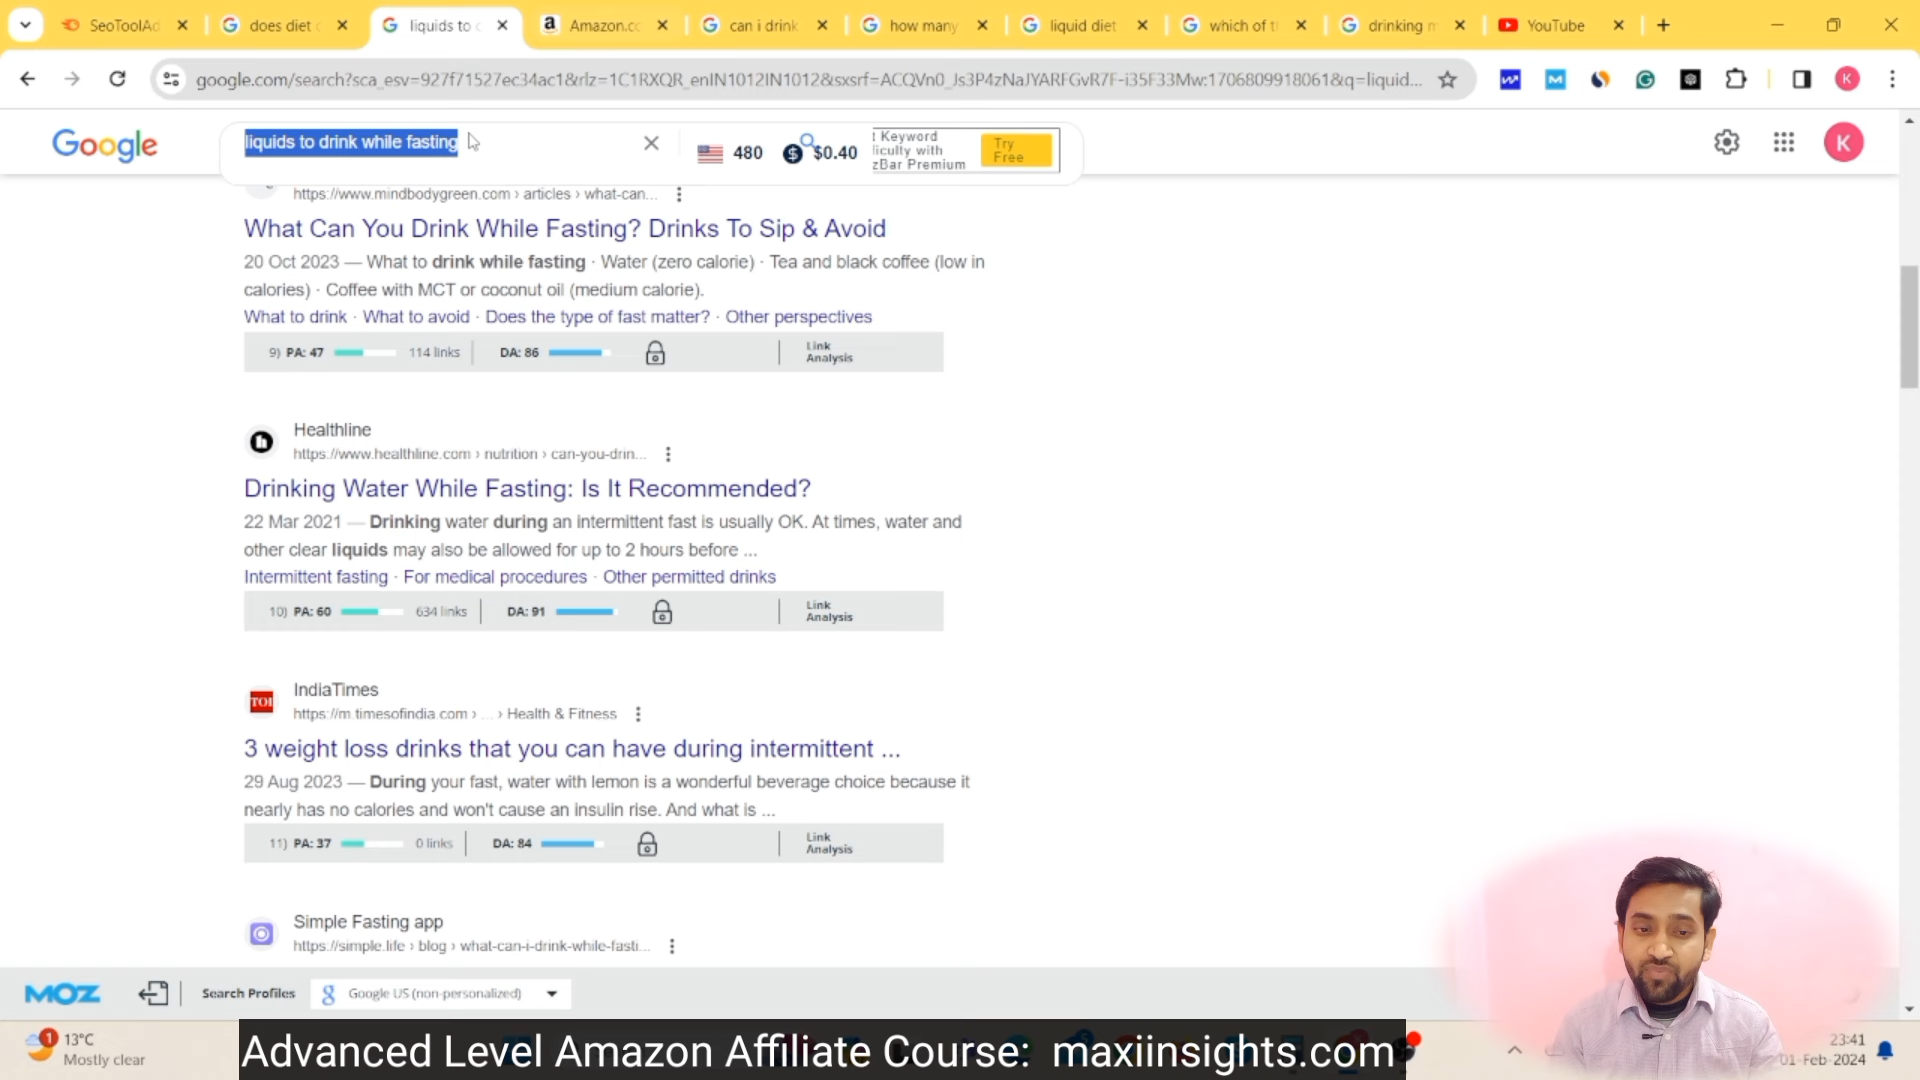 SeoToolAd
does diet
liquids to c
Amazon.co
can i drink
how many
liquid diet
which of t
drinking m
YouTube
google.com/search?sca_esv=927f71527ec34ac1&rlz=1C1RXQR_enIN1012IN1012&sxsrf=ACQVn0_Js3P4zNaJYARFGvR7F-i35F33Mw:1706809918061&q=liquid...
K
Google
liquids to drink while fasting
480
$0.40
t Keyword
ficulty with
zBar Premium
Try
Free
K
https://www.mindbodygreen.com › articles › what-can...
What Can You Drink While Fasting? Drinks To Sip & Avoid
20 Oct 2023 — What to drink while fasting · Water (zero calorie) · Tea and black coffee (low in
calories) · Coffee with MCT or coconut oil (medium calorie).
What to drink · What to avoid · Does the type of fast matter? · Other perspectives
9) PA: 47 114 links DA: 86 Link
Analysis
Healthline
https://www.healthline.com › nutrition › can-you-drin...
Drinking Water While Fasting: Is It Recommended?
22 Mar 2021 — Drinking water during an intermittent fast is usually OK. At times, water and
other clear liquids may also be allowed for up to 2 hours before ...
Intermittent fasting · For medical procedures · Other permitted drinks
10) PA: 60 634 links DA: 91 Link
Analysis
TOI
IndiaTimes
https://m.timesofindia.com › ... › Health & Fitness
3 weight loss drinks that you can have during intermittent ...
29 Aug 2023 — During your fast, water with lemon is a wonderful beverage choice because it
nearly has no calories and won't cause an insulin rise. And what is ...
11) PA: 37 0 links DA: 84 Link
Analysis
Simple Fasting app
https://simple.life › blog › what-can-i-drink-while-fasti...
MOZ
Search Profiles
Google US (non-personalized)
1
13°C
Mostly clear
Advanced Level Amazon Affiliate Course: maxiinsights.com
23:41
01-Feb-2024